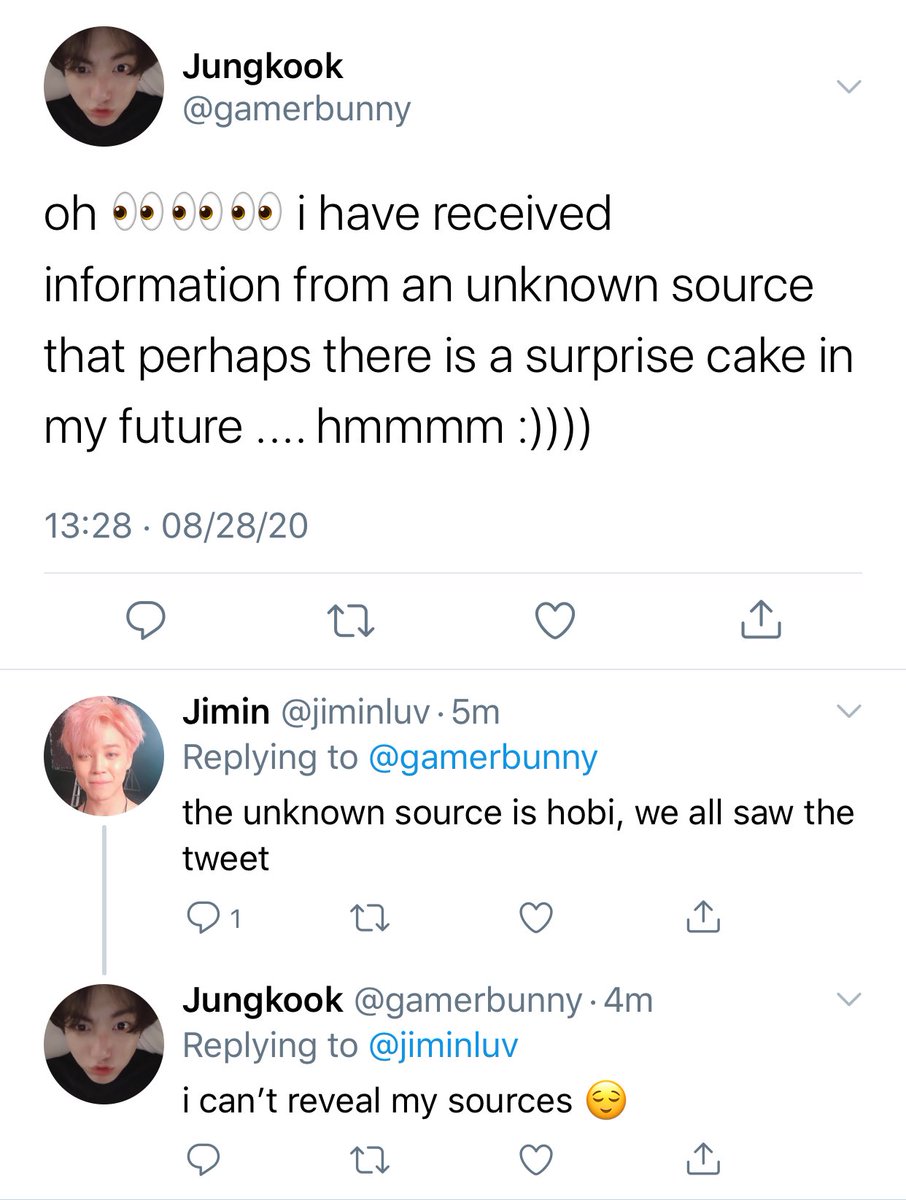 Jungkook
@gamerbunny
oh 👀👀👀 i have received
information from an unknown source
that perhaps there is a surprise cake in
my future .... hmmmm :))))
13:28 · 08/28/20
Jimin @jiminluv · 5m
Replying to @gamerbunny
the unknown source is hobi, we all saw the
tweet
1
Jungkook @gamerbunny · 4m
Replying to @jiminluv
i can’t reveal my sources 😌